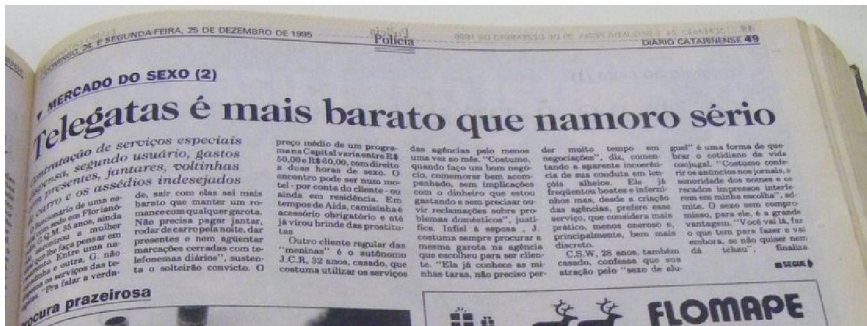 DOMINGO, 24, E SEGUNDA-FEIRA, 25 DE DEZEMBRO DE 1995
Polícia
DIÁRIO CATARINENSE 49
MERCADO DO SEXO (2)
Telegatas é mais barato que namoro sério
contratação de serviços especiais
segundo usuário, gastos
presentes, jantares, voltinhas
carro e os assédios indesejados
de, sair com elas sai mais
barato que manter um ro-
mance com qualquer garota.
Não precisa pagar jantar,
rodar de carro pela noite, dar
presentes e nem agüentar
marcações cerradas com te-
lefonemas diários", susten-
ta o solteirão convicto. O
preço médio de um progra-
ma na Capital varia entre R$
50,00 e R$ 60,00, com direito
a duas horas de sexo. O
encontro pode ser num mo-
tel - por conta do cliente - ou
ainda em residência. Em
tempos de Aids, camisinha é
acessório obrigatório e até
já virou brinde das prostitu-
tas
Outro cliente regular das
"meninas" é o autônomo
J.C.R, 32 anos, casado, que
costuma utilizar os serviços
das agências pelo menos
uma vez ao mês. "Costumo,
quando faço um bom negó-
cio, comemorar bem acom-
panhado, sem implicações
com o dinheiro que estou
gastando e sem precisar ou-
vir reclamações sobre pro-
blemas domésticos", justi-
fica. Infiel à esposa . J.
costuma sempre procurar a
mesma garota na agência
que escolheu para ser clien-
te. "Ela já conhece as mi-
nhas taras, não preciso per-
der muito tempo em
negociações", diz, comen-
tando a aparente incoerên-
cia de sua conduta em len-
çóis alheios. Ele já
freqüentou boates e inferni-
nhos mas, desde a criação
das agências, prefere esse
serviço, que considera mais
prático, menos oneroso e,
principalmente, bem mais
discreto.
C.S.W, 28 anos, também
casado, confessa que sua
atração pelo "sexo de alu-
guel" é uma forma de que-
brar o cotidiano de vida
conjugal. "Costumo confe-
rir os anúncios nos jornais, a
sonoridade dos nomes e os
recados impressos interfe-
rem em minha escolha", ad-
mite. O sexo sem compro-
misso, para ele, é a grande
vantagem. "Você vai lá, faz
o que tem para fazer e vai
embora, se não quiser nem
dá tchau", finaliza
SEGUE
procura prazeirosa
FLOMAPE